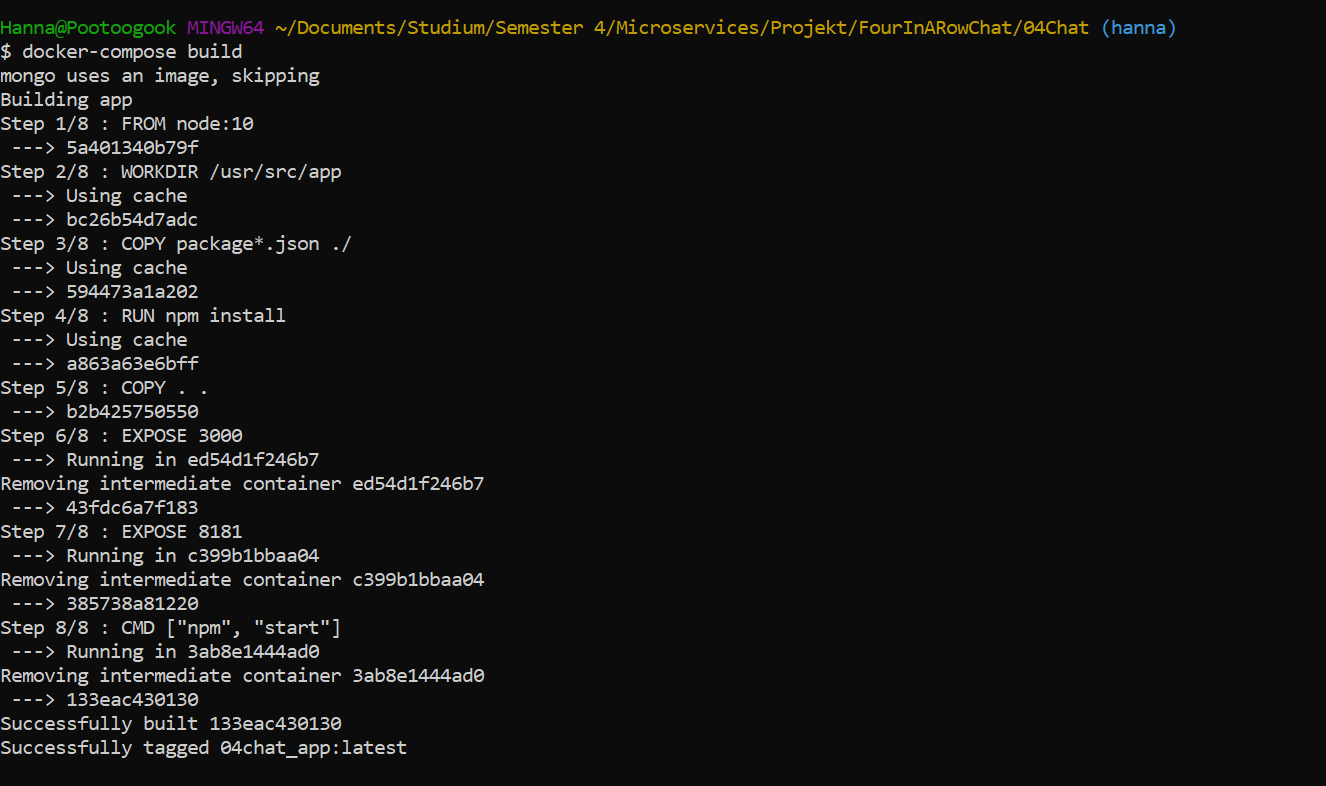 Hanna@Pootoogook MINGW64 ~/Documents/Studium/Semester 4/Microservices/Projekt/FourInARowChat/04Chat (hanna)
$ docker-compose build
mongo uses an image, skipping
Building app
Step 1/8 : FROM node:10
 ---> 5a401340b79f
Step 2/8 : WORKDIR /usr/src/app
 ---> Using cache
 ---> bc26b54d7adc
Step 3/8 : COPY package*.json ./
 ---> Using cache
 ---> 594473a1a202
Step 4/8 : RUN npm install
 ---> Using cache
 ---> a863a63e6bff
Step 5/8 : COPY . .
 ---> b2b425750550
Step 6/8 : EXPOSE 3000
 ---> Running in ed54d1f246b7
Removing intermediate container ed54d1f246b7
 ---> 43fdc6a7f183
Step 7/8 : EXPOSE 8181
 ---> Running in c399b1bbaa04
Removing intermediate container c399b1bbaa04
 ---> 385738a81220
Step 8/8 : CMD ["npm", "start"]
 ---> Running in 3ab8e1444ad0
Removing intermediate container 3ab8e1444ad0
 ---> 133eac430130
Successfully built 133eac430130
Successfully tagged 04chat_app:latest